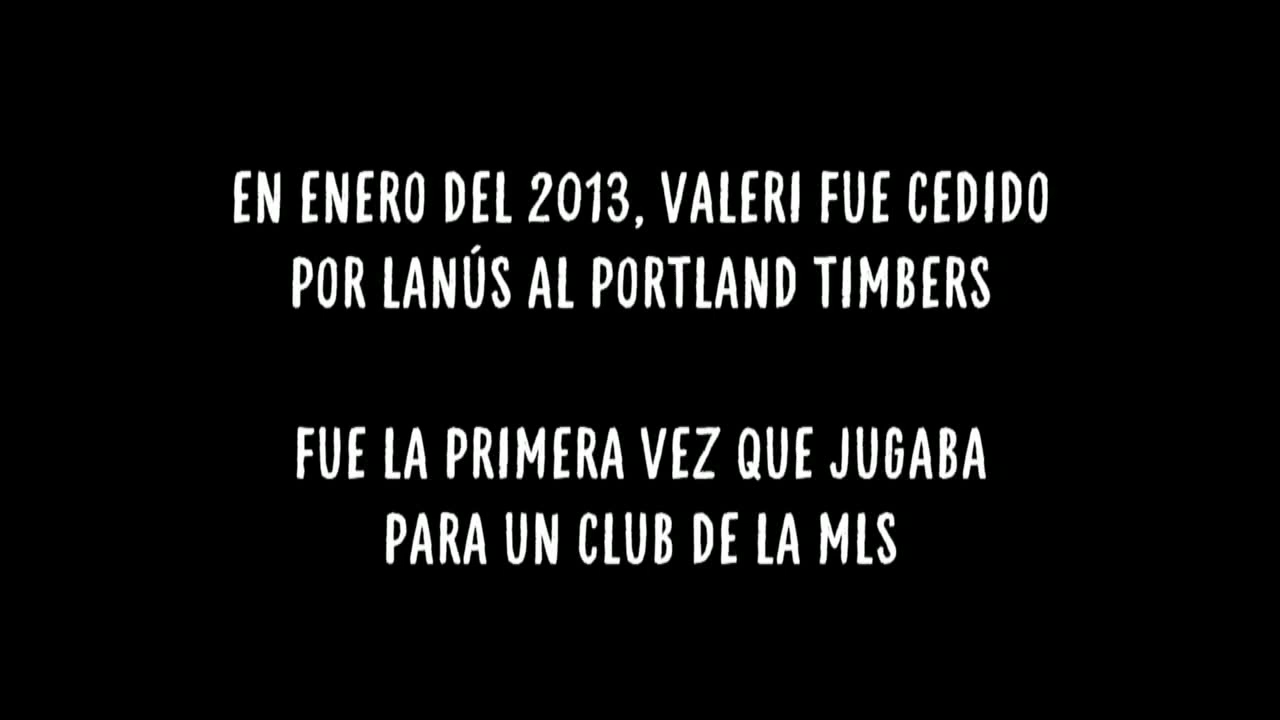 EN ENERO DEL 2013, VALERI FUE CEDIDO
POR LANÚS AL PORTLAND TIMBERS
FUE LA PRIMERA VEZ QUE JUGABA
PARA UN CLUB DE LA MLS